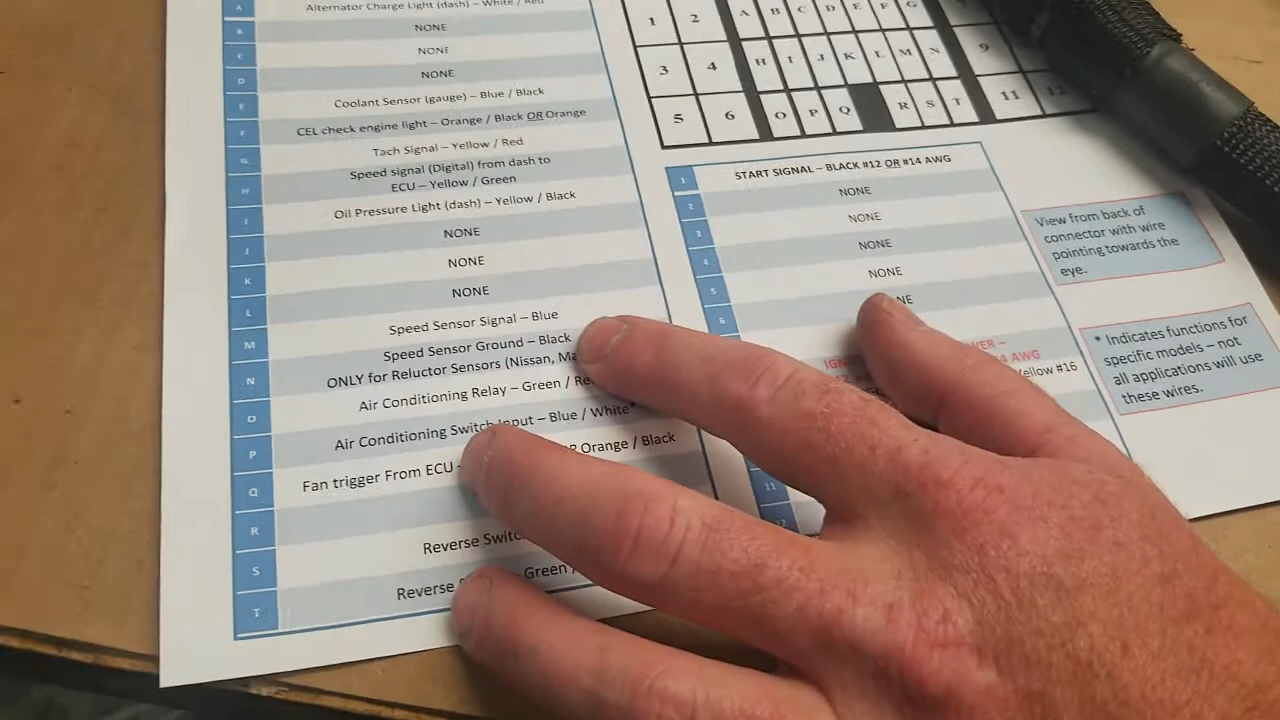 A Alternator Charge Light (dash) – White / Red
B NONE
C NONE
D NONE
E Coolant Sensor (gauge) – Blue / Black
F CEL check engine light – Orange / Black OR Orange
G Tach Signal – Yellow / Red
H Speed signal (Digital) from dash to
ECU – Yellow / Green
I Oil Pressure Light (dash) – Yellow / Black
J NONE
K NONE
L NONE
M Speed Sensor Signal – Blue
N Speed Sensor Ground – Black
ONLY for Reluctor Sensors (Nissan,
O Air Conditioning Relay – Green /
P Air Conditioning Switch Input – Blue / White*
Q Fan trigger From ECU – Orange / Black
R
S Reverse
T Reverse Green /
1 2 A B C D E F G
3 4 H I J K L M N 9
5 6 O P Q R S T 11 12
1 START SIGNAL – BLACK #12 OR #14 AWG
2 NONE
3 NONE
4 NONE
5 NONE
6
AWG
Yellow #16
11
12
View from back of
connector with wire
pointing towards the
eye.
* Indicates functions for
specific models – not
all applications will use
these wires.